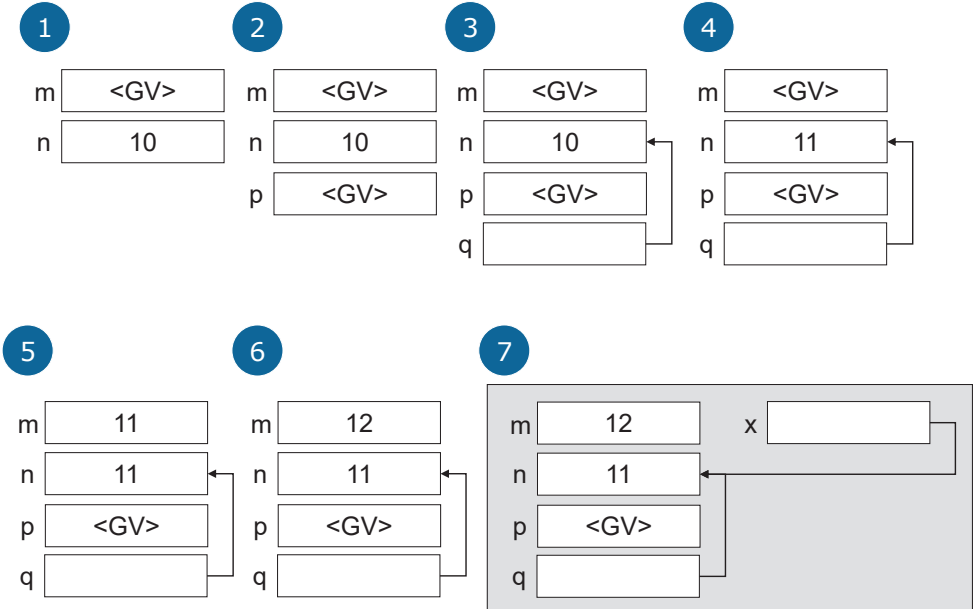 1 2 3 4
m <GV> m <GV> m <GV> m <GV>
n 10 n 10 n 10 n 11
p <GV> p <GV> p <GV>
q q
5 6 7
m 11 m 12 m 12 x
n 11 n 11 n 11
p <GV> p <GV> p <GV>
q q q